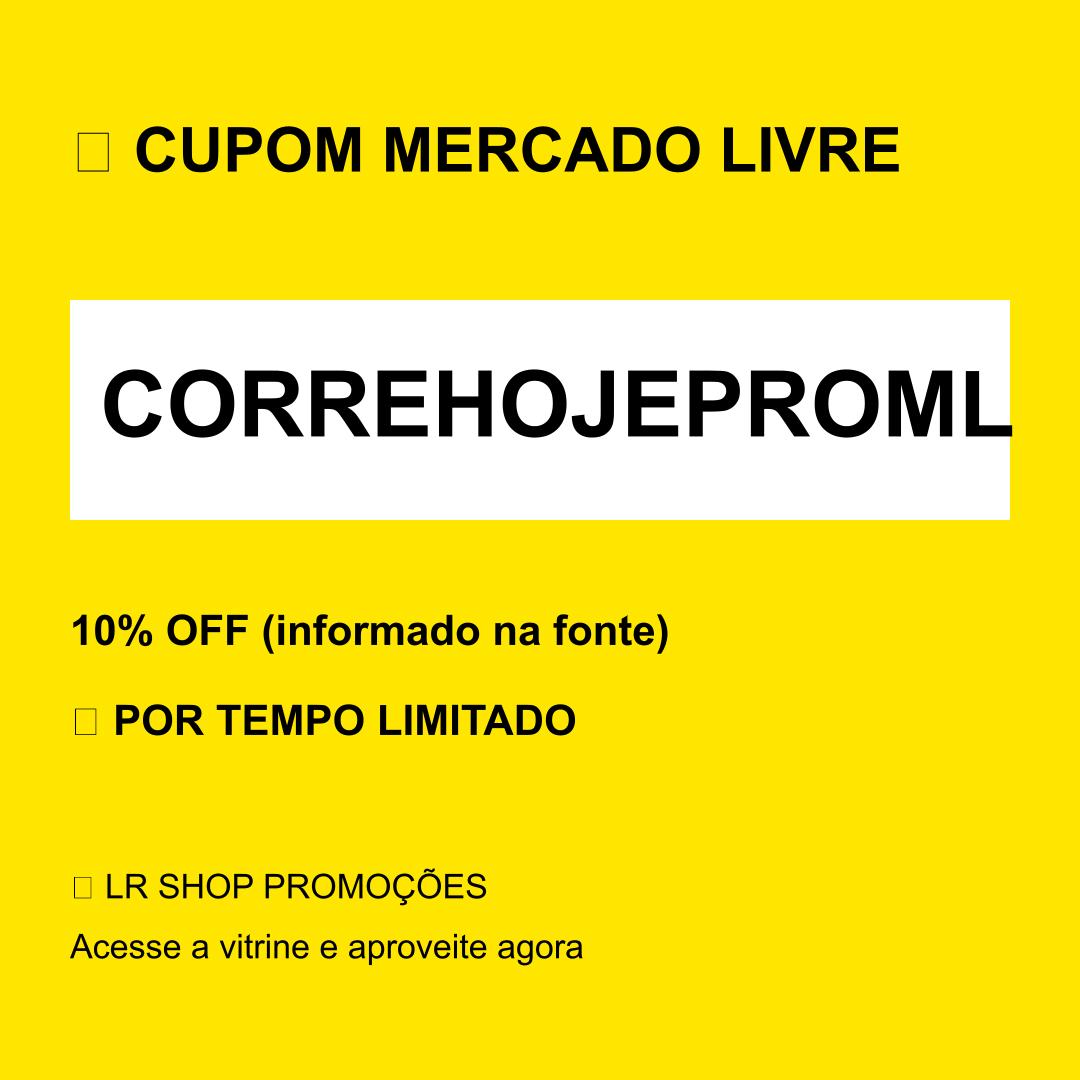 □ CUPOM MERCADO LIVRE
CORREHOJEPROML
10% OFF (informado na fonte)
□ POR TEMPO LIMITADO
□ LR SHOP PROMOÇÕES
Acesse a vitrine e aproveite agora